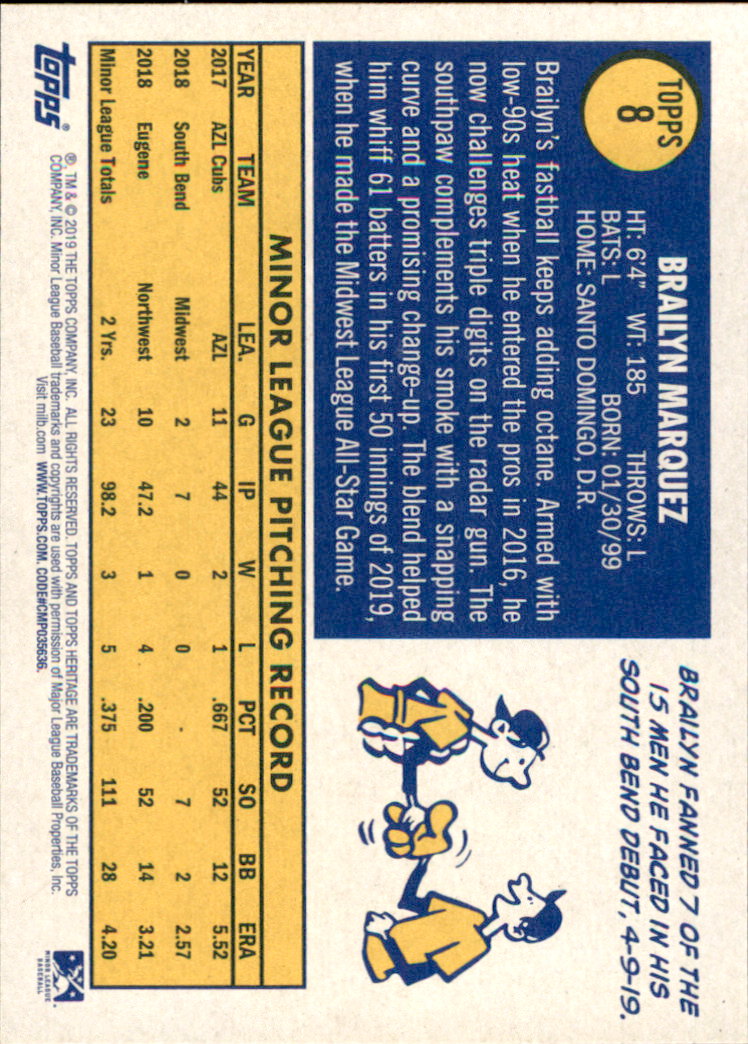 TOPPS
8
BRAILYN MARQUEZ
HT: 6'4" WT: 185 THROWS: L
BATS: L BORN: 01/30/99
HOME: SANTO DOMINGO, D.R.
Brailyn's fastball keeps adding octane. Armed with
low-90s heat when he entered the pros in 2016, he
now challenges triple digits on the radar gun. The
southpaw complements his smoke with a snapping
curve and a promising change-up. The blend helped
him whiff 61 batters in his first 50 innings of 2019,
when he made the Midwest League All-Star Game.
BRAILYN FANNED 7 OF THE
15 MEN HE FACED IN HIS
SOUTH BEND DEBUT, 4-9-19.
MINOR LEAGUE PITCHING RECORD
YEAR TEAM LEA. G IP W L PCT SO BB ERA
2017 AZL Cubs AZL 11 44 2 1 .667 52 12 5.52
2018 South Bend Midwest 2 7 0 0 - 7 2 2.57
2018 Eugene Northwest 10 47.2 1 4 .200 52 14 3.21
Minor League Totals 2 Yrs. 23 98.2 3 5 .375 111 28 4.20
topps®
®, TM & © 2019 THE TOPPS COMPANY, INC. ALL RIGHTS RESERVED. TOPPS AND TOPPS HERITAGE ARE TRADEMARKS OF THE TOPPS
COMPANY, INC. Minor League Baseball trademarks and copyrights are used with permission of Major League Baseball Properties, Inc.
Visit milb.com WWW.TOPPS.COM. CODE#CMP035636.
MINOR LEAGUE
BASEBALL